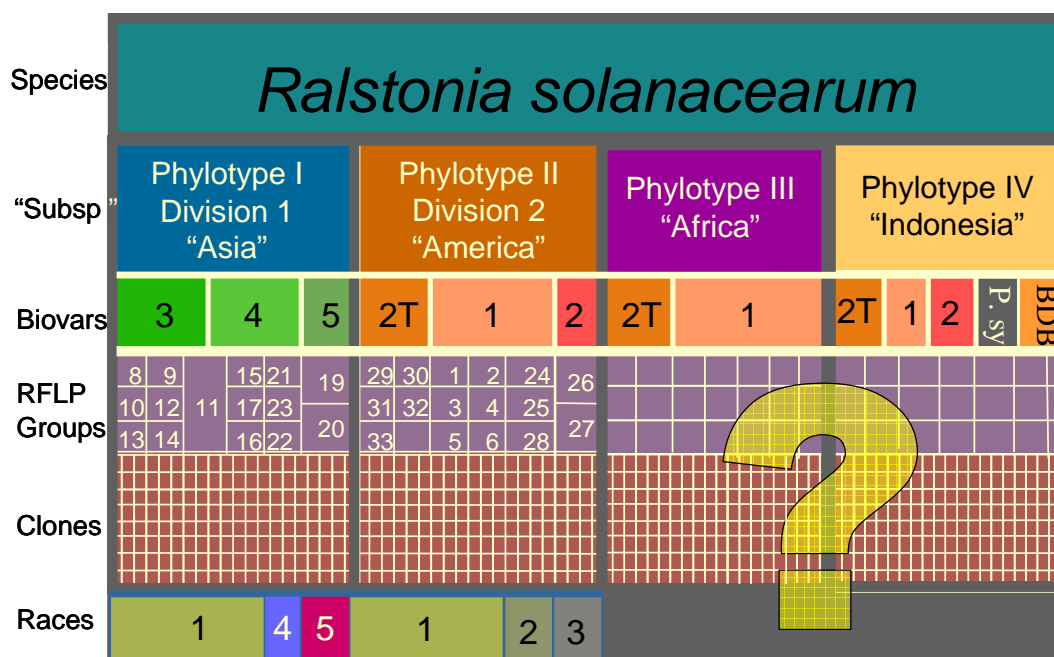 Species
Ralstonia solanacearum
“Subsp ”
Phylotype I
Division 1
“Asia”
Phylotype II
Division 2
“America”
Phylotype III
“Africa”
Phylotype IV
“Indonesia”
Biovars
3 4 5 2T 1 2 2T 1 2T 1 2 P. sy BDB
RFLP
Groups
8 9 15 21 19 29 30 1 2 24 26
10 12 11 17 23 31 32 3 4 25
13 14 16 22 20 33 5 6 28 27
Clones
?
Races
1 4 5 1 2 3